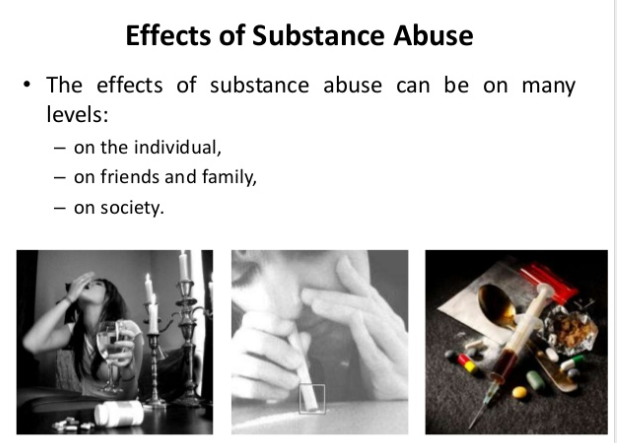 Effects of Substance Abuse
• The effects of substance abuse can be on many
levels:
– on the individual,
– on friends and family,
– on society.